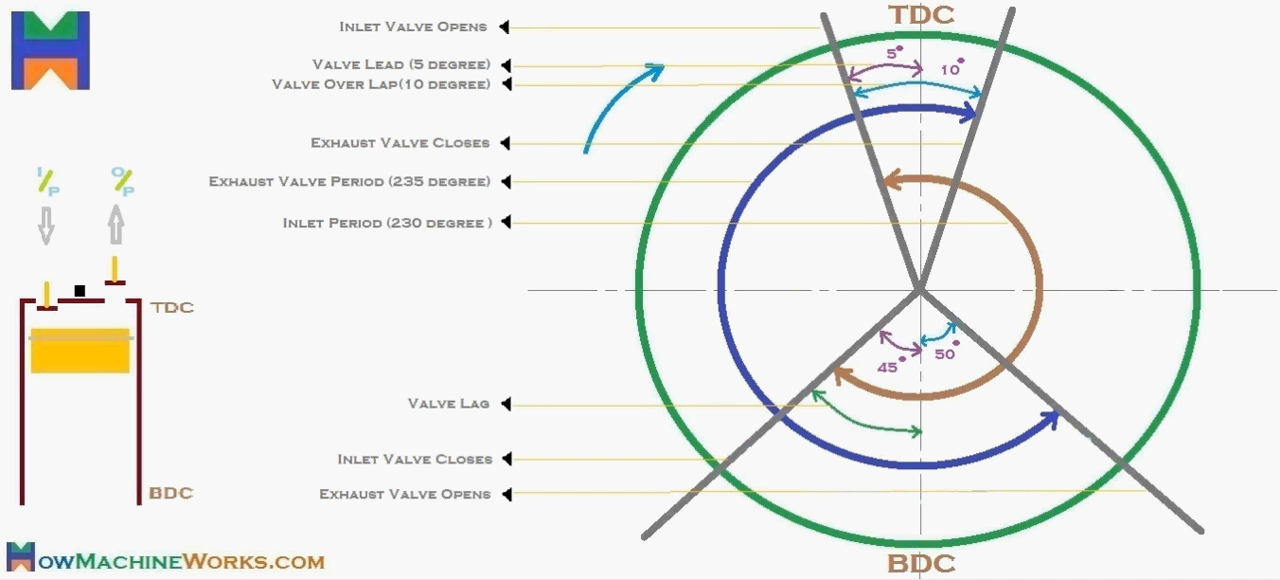 TDC
Inlet Valve Opens
5°
Valve Lead (5 degree)
10°
Valve Over Lap(10 degree)
Exhaust Valve Closes
I/P
O/P
Exhaust Valve Period (235 degree)
Inlet Period (230 degree )
TDC
45°
50°
Valve Lag
Inlet Valve Closes
BDC
Exhaust Valve Opens
HowMachineWorks.com
BDC